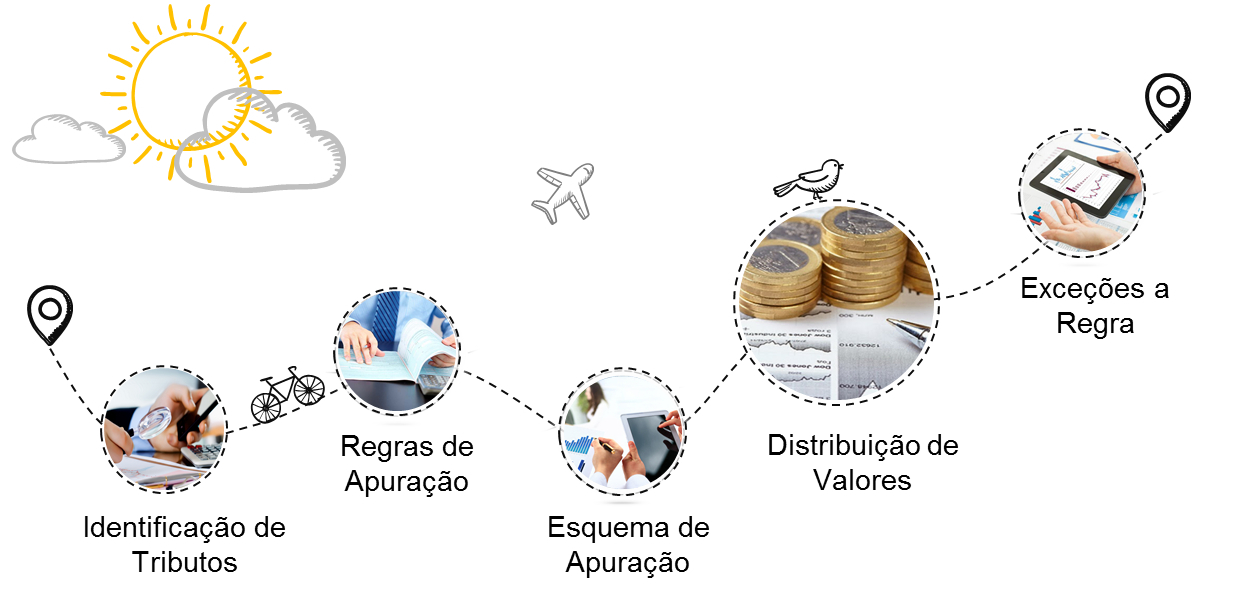 Identificação de
Tributos
Regras de
Apuração
Esquema de
Apuração
Distribuição de
Valores
Exceções a
Regra